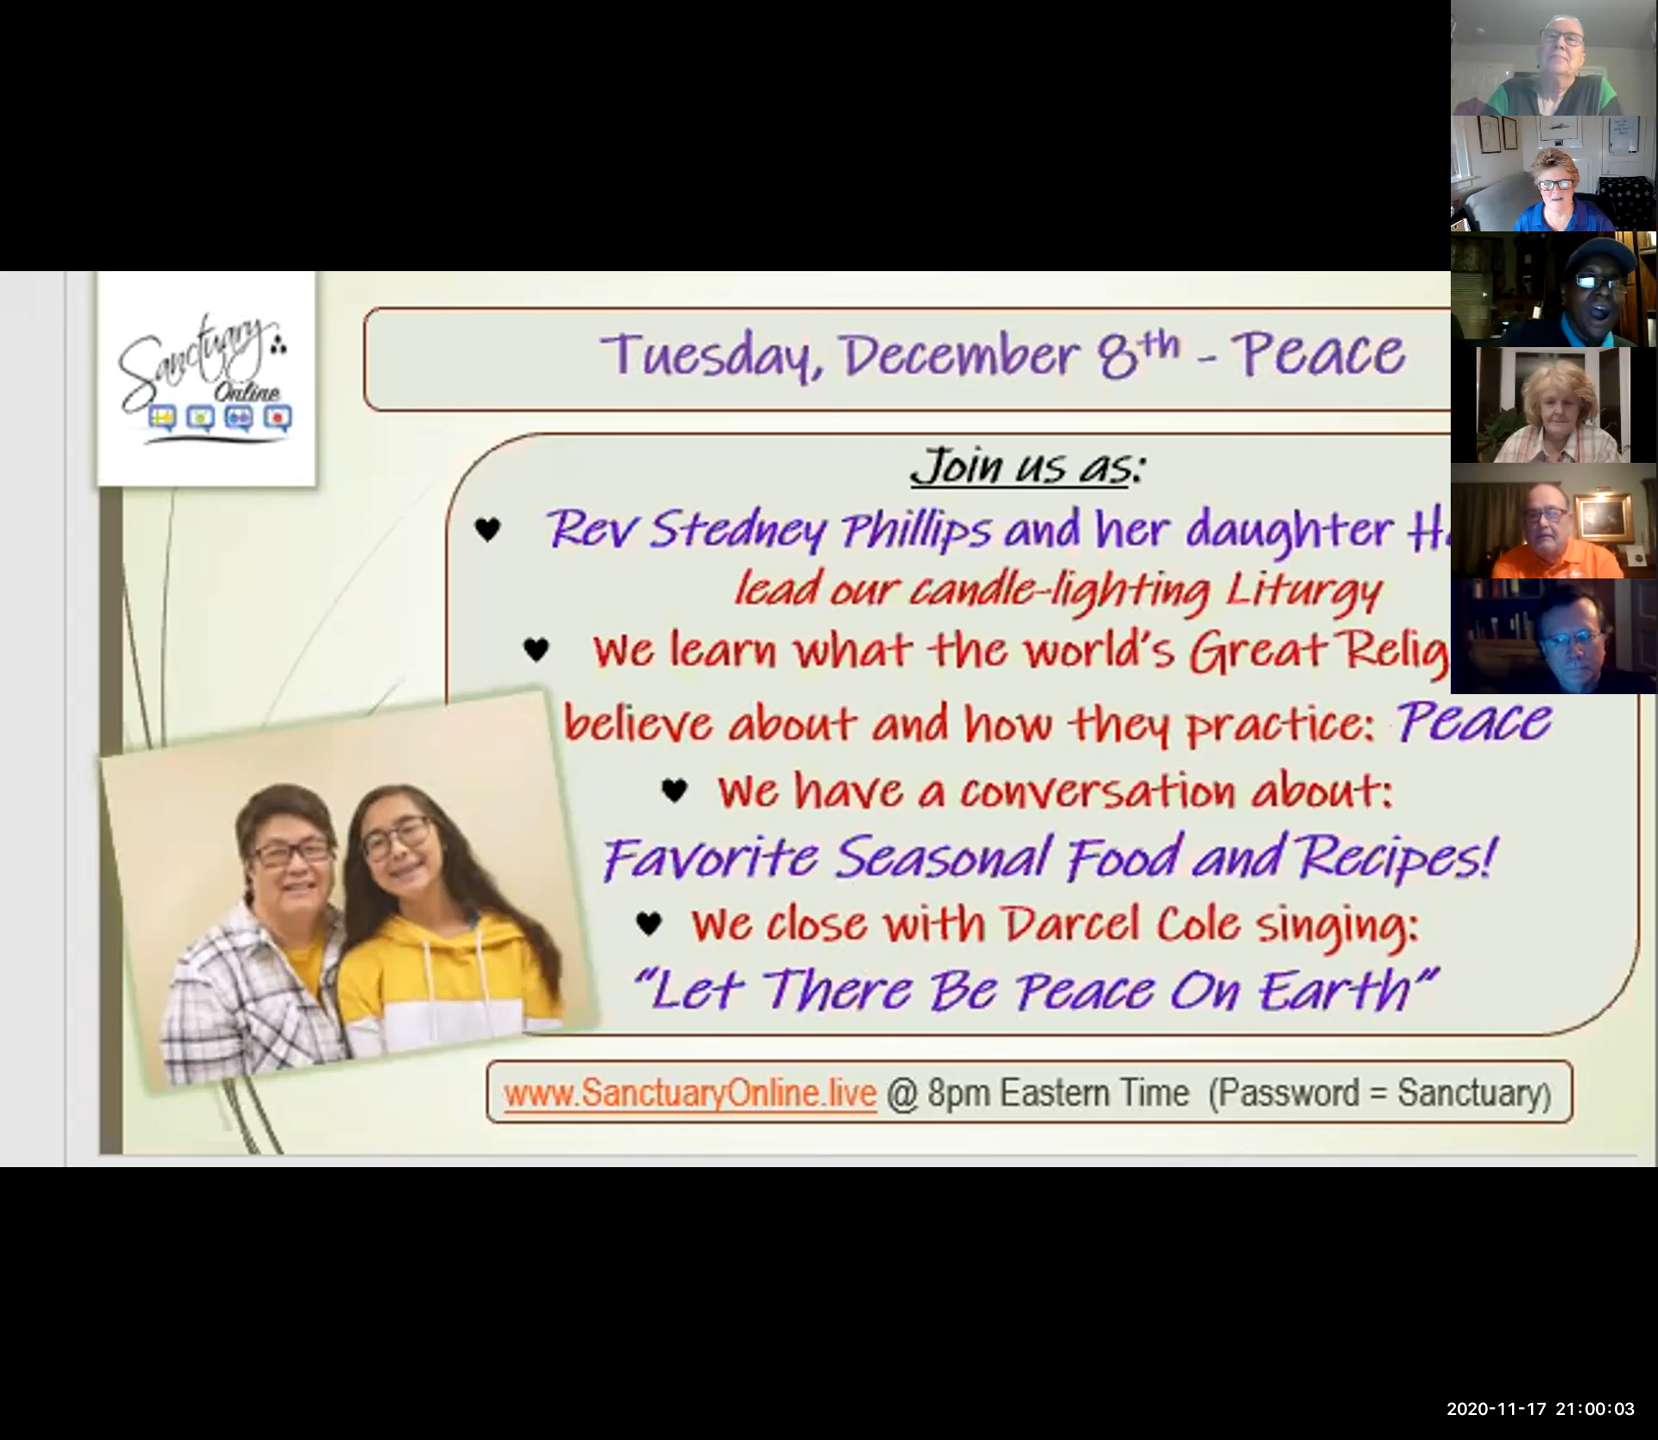 Sanctuary
Online
Tuesday, December 8th - Peace
Join us as:
♥ Rev Stedney Phillips and her daughter
lead our candle-lighting Liturgy
♥ We learn what the world's Great
believe about and how they practice: Peace
♥ We have a conversation about:
Favorite Seasonal Food and Recipes!
♥ We close with Darcel Cole singing:
“Let There Be Peace On Earth”
www.SanctuaryOnline.live @ 8pm Eastern Time (Password = Sanctuary)
2020-11-17 21:00:03